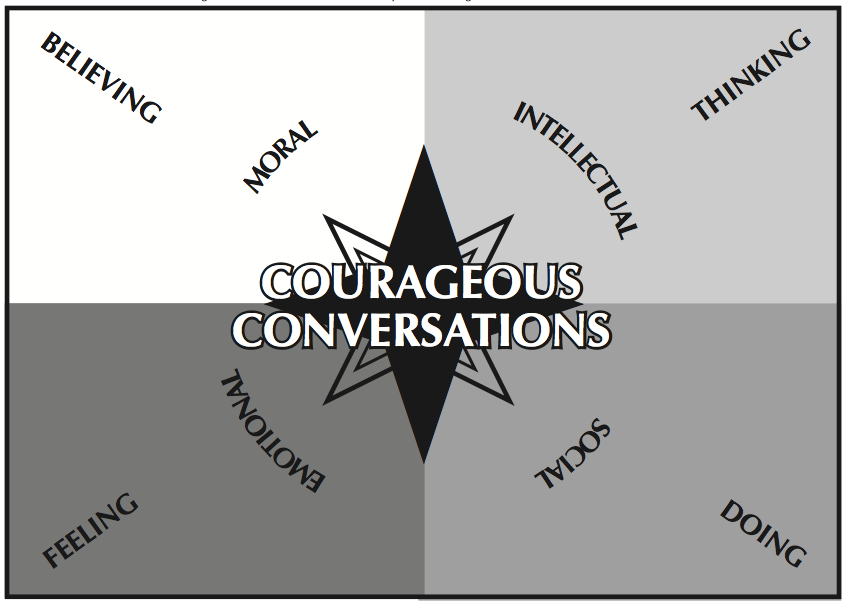 BELIEVING
MORAL
INTELLECTUAL
THINKING
COURAGEOUS
CONVERSATIONS
EMOTIONAL
FEELING
SOCIAL
DOING